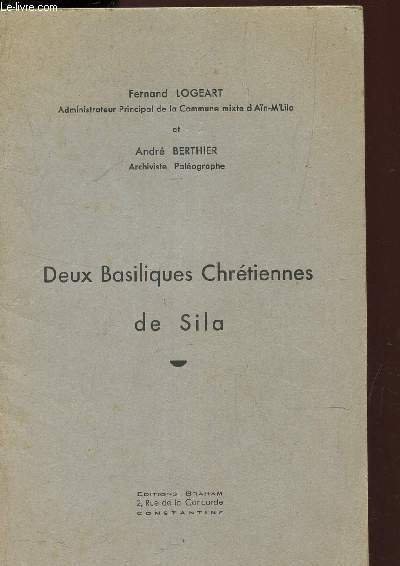 www.le-livre.com
Fernand LOGEART
Administrateur Principal de la Commune mixte d'Aïn-M'Lila
et
André BERTHIER
Archiviste Paléographe
Deux Basiliques Chrétiennes
de Sila
EDITIONS BRAHAM
2, Rue de la Concorde
CONSTANTINE